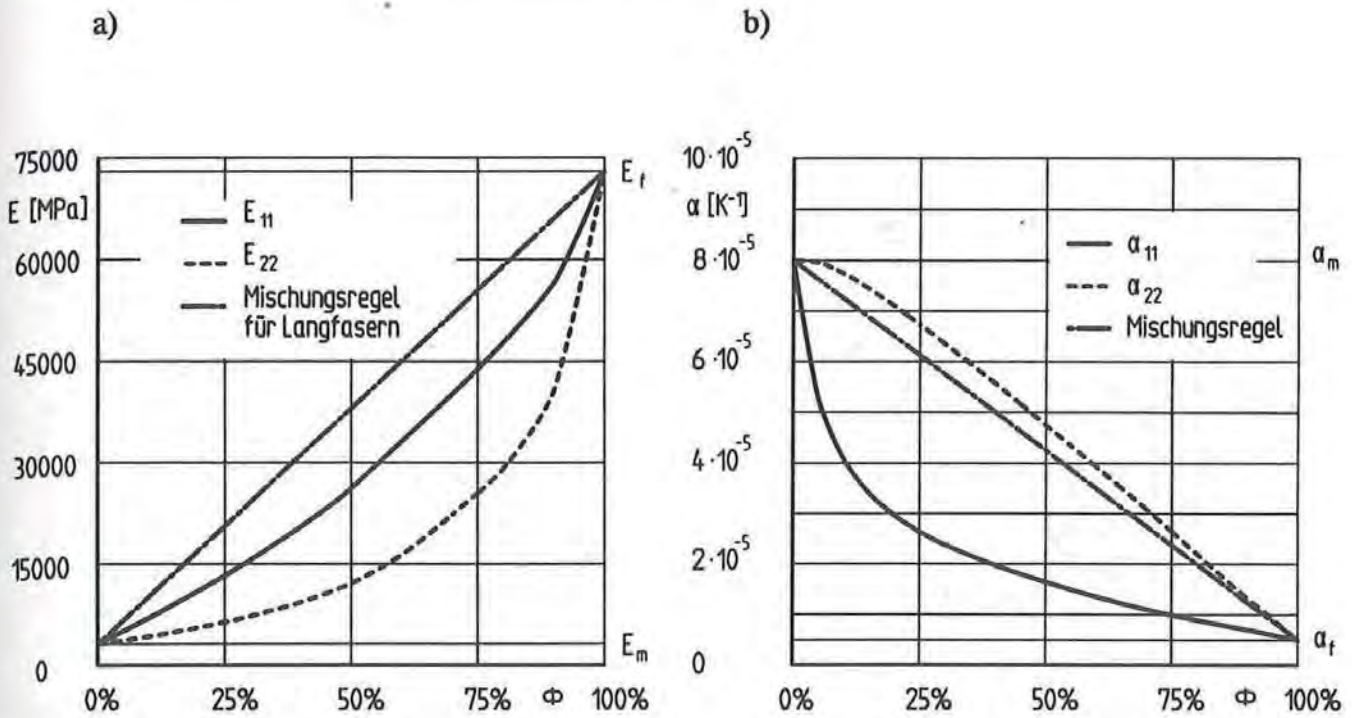 a)
75000
E [MPa]
60000
45000
30000
15000
0
E₁₁
E₂₂
Mischungsregel
für Langfasern
E_f
E_m
0% 25% 50% 75% Φ 100%
b)
10·10⁻⁵
α [K⁻¹]
8·10⁻⁵
6·10⁻⁵
4·10⁻⁵
2·10⁻⁵
0
α₁₁
α₂₂
Mischungsregel
α_m
α_f
0% 25% 50% 75% Φ 100%